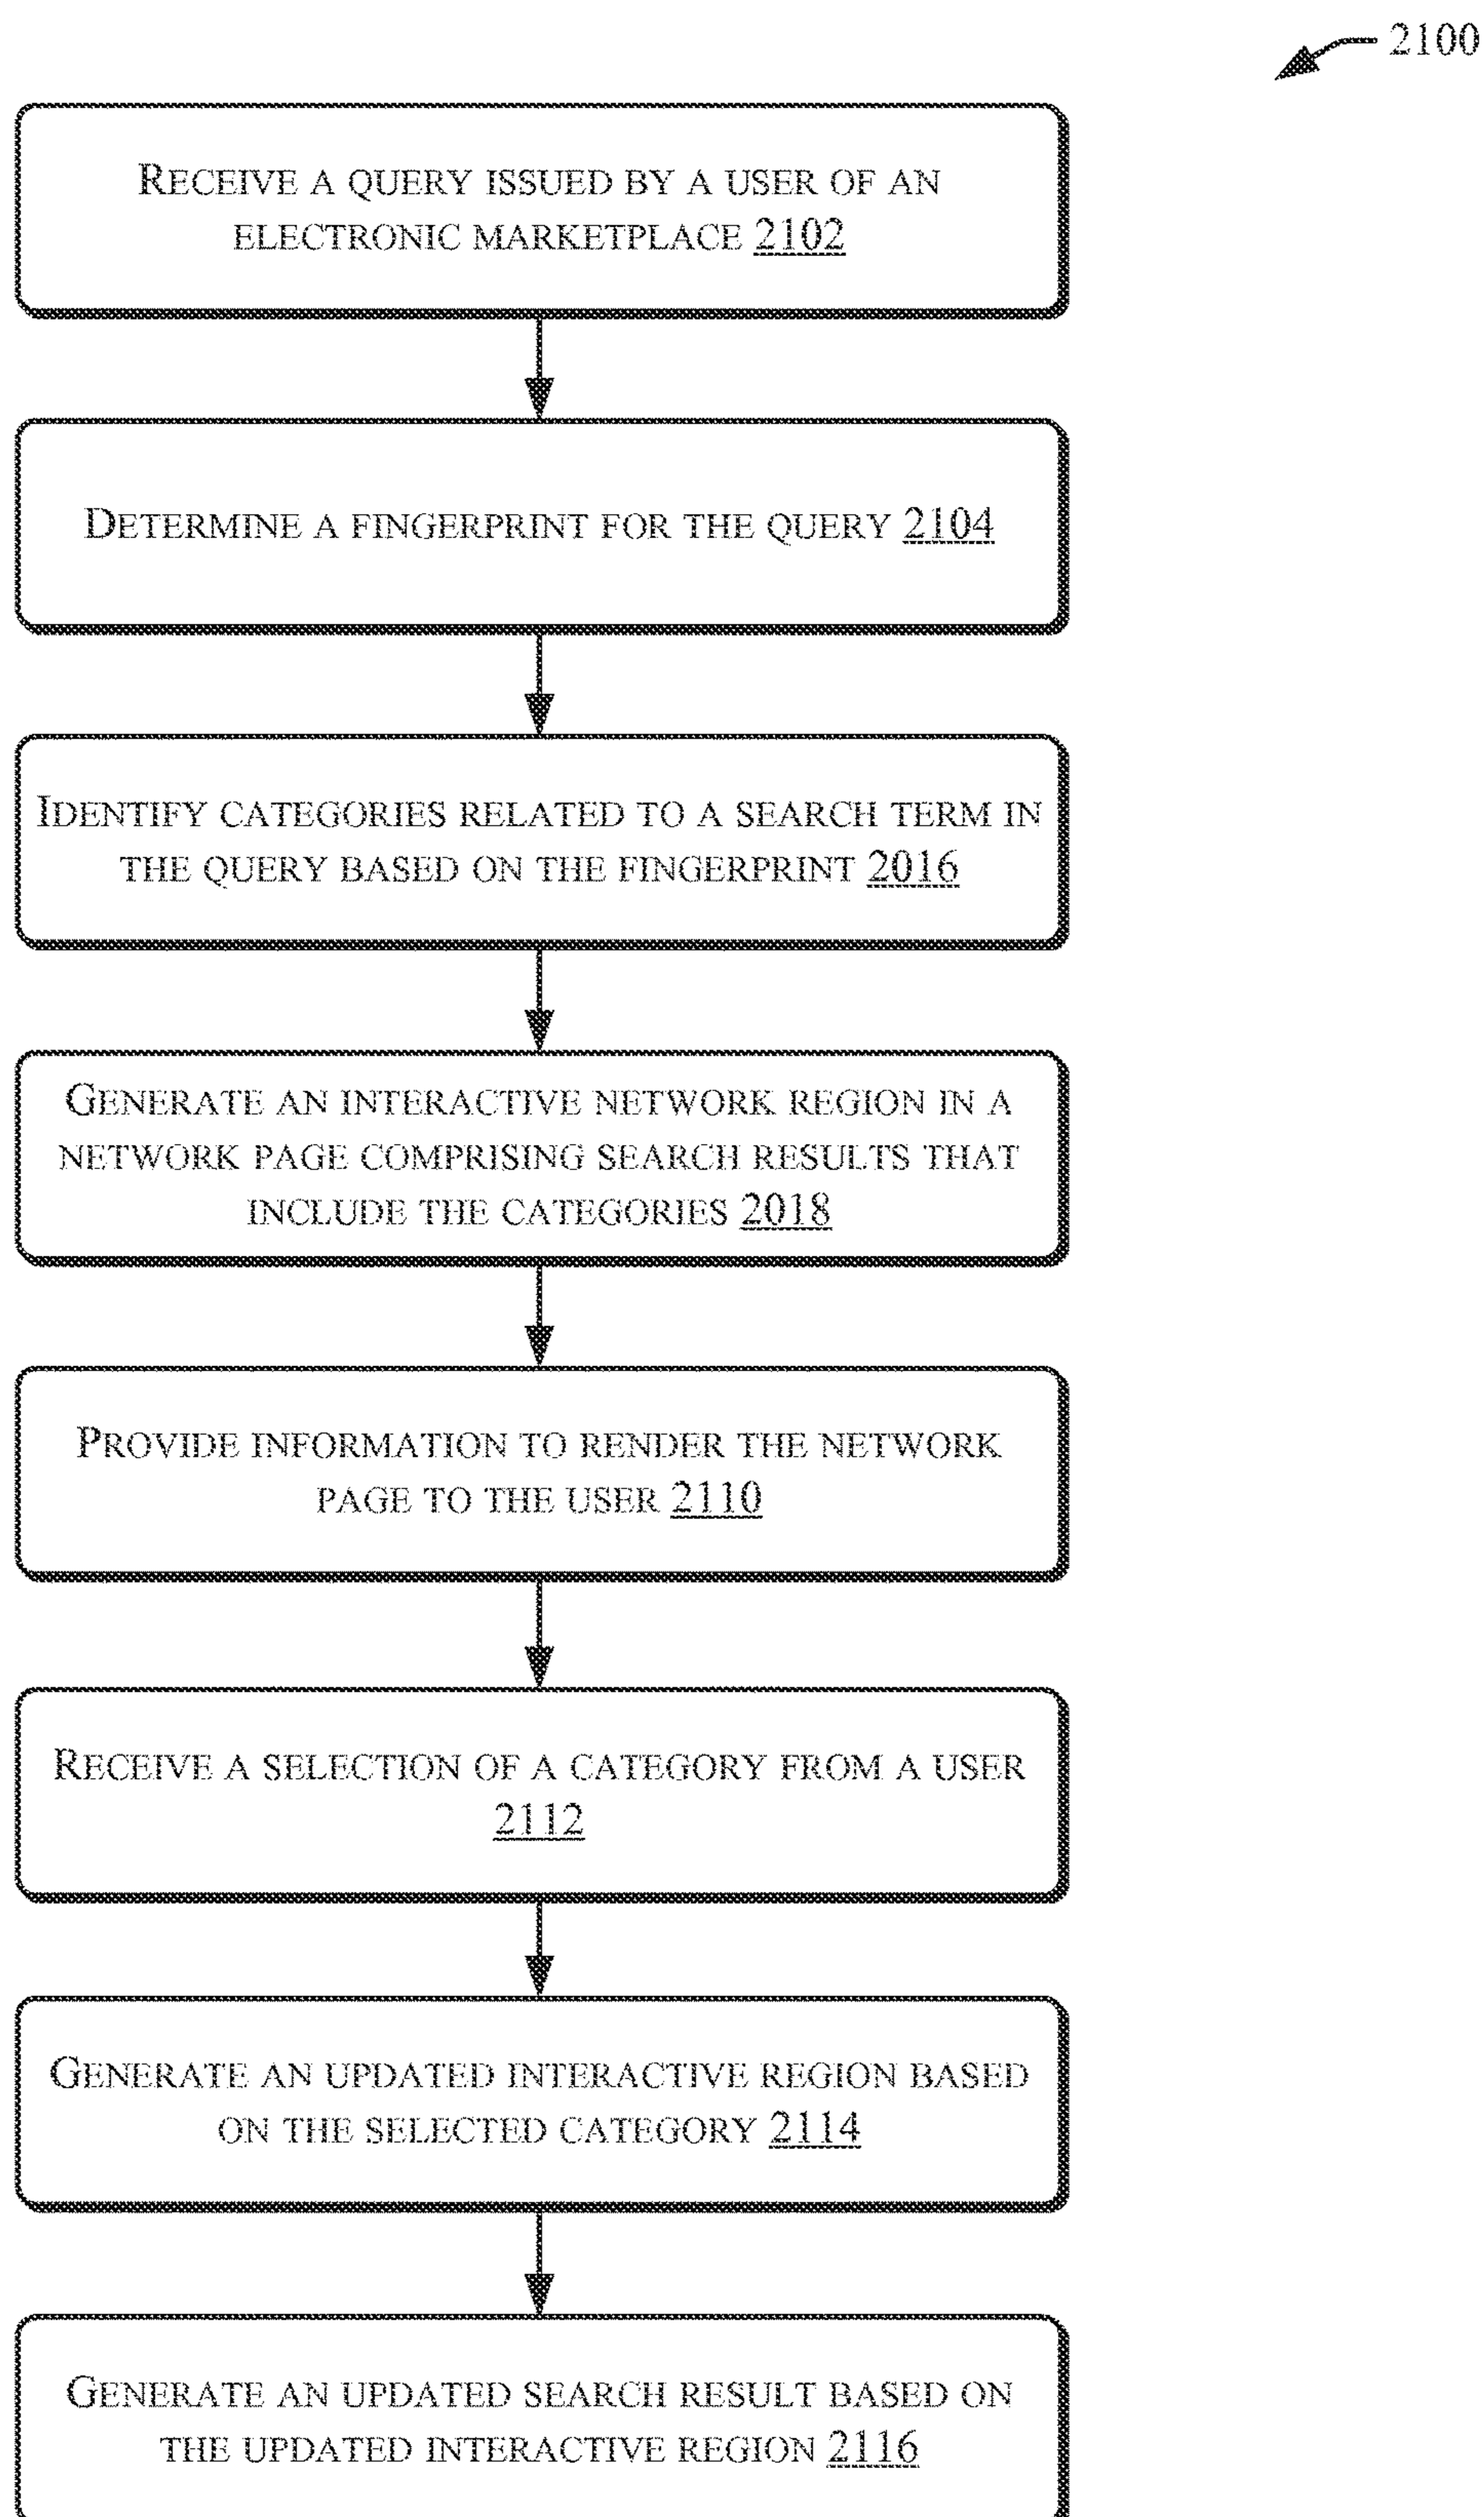 2100
RECEIVE A QUERY ISSUED BY A USER OF AN
ELECTRONIC MARKETPLACE 2102
DETERMINE A FINGERPRINT FOR THE QUERY 2104
IDENTIFY CATEGORIES RELATED TO A SEARCH TERM IN
THE QUERY BASED ON THE FINGERPRINT 2016
GENERATE AN INTERACTIVE NETWORK REGION IN A
NETWORK PAGE COMPRISING SEARCH RESULTS THAT
INCLUDE THE CATEGORIES 2018
PROVIDE INFORMATION TO RENDER THE NETWORK
PAGE TO THE USER 2110
RECEIVE A SELECTION OF A CATEGORY FROM A USER
2112
GENERATE AN UPDATED INTERACTIVE REGION BASED
ON THE SELECTED CATEGORY 2114
GENERATE AN UPDATED SEARCH RESULT BASED ON
THE UPDATED INTERACTIVE REGION 2116